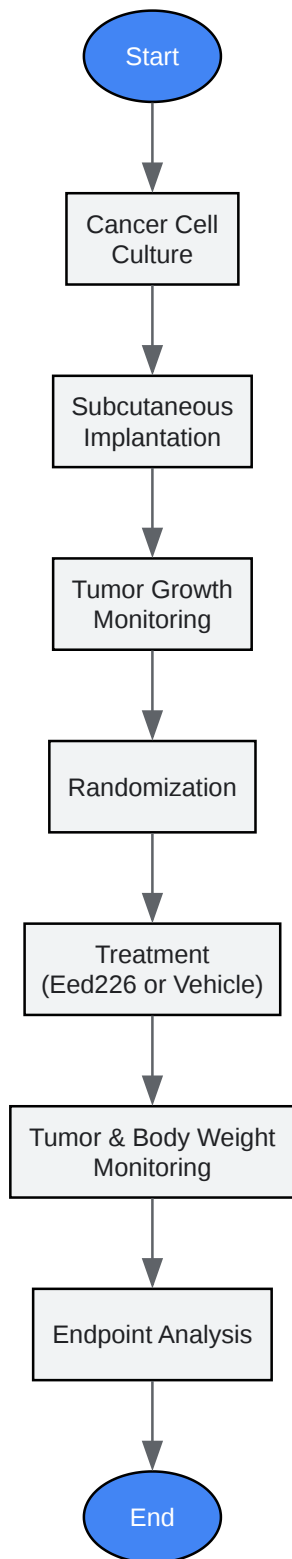 Start
Cancer Cell
Culture
Subcutaneous
Implantation
Tumor Growth
Monitoring
Randomization
Treatment
(Eed226 or Vehicle)
Tumor & Body Weight
Monitoring
Endpoint Analysis
End